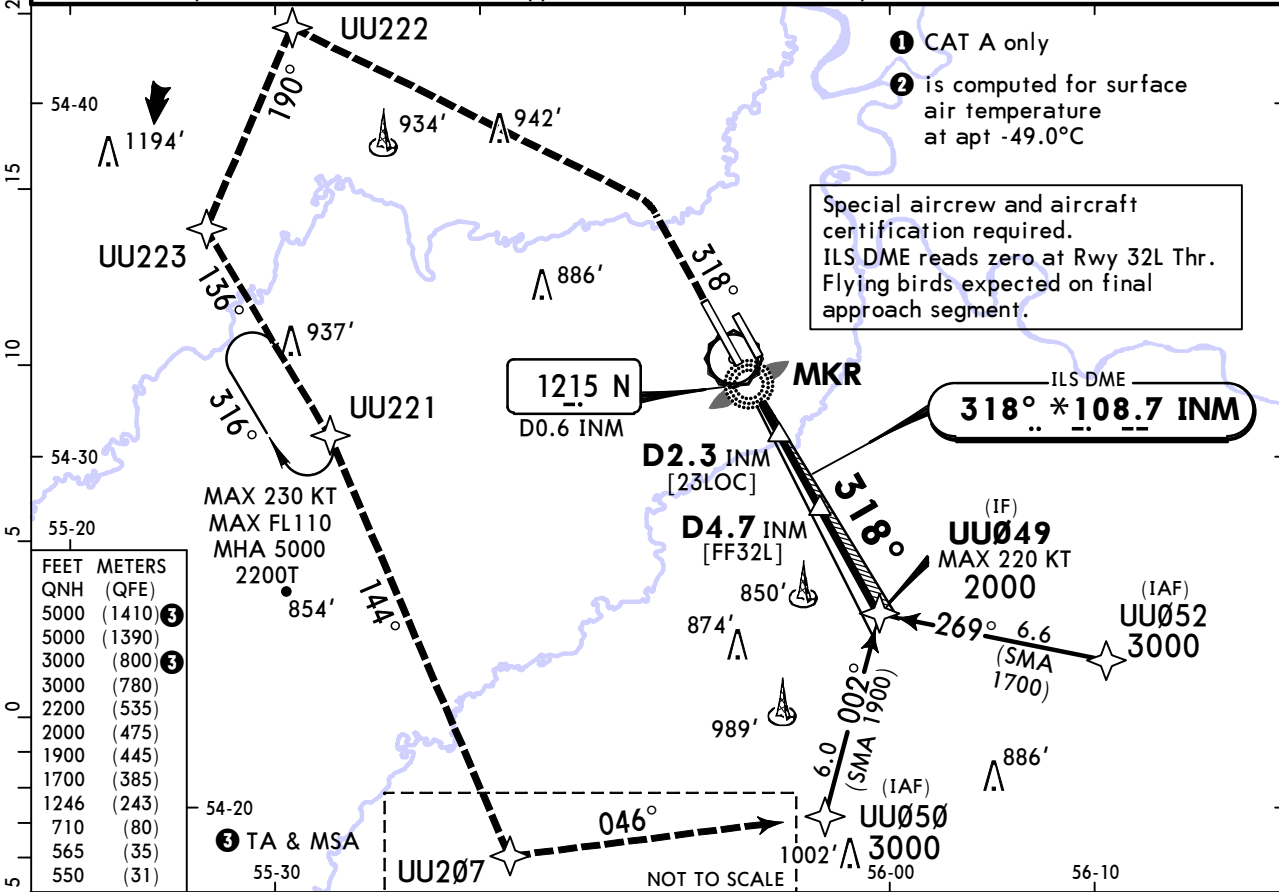 UU222
❶ CAT A only
❷ is computed for surface
air temperature
at apt -49.0°C
54-40
190°
934'
942'
1194'
15
Special aircrew and aircraft
certification required.
ILS DME reads zero at Rwy 32L Thr.
Flying birds expected on final
approach segment.
UU223
318°
136°
886'
937'
10
1215 N
D0.6 INM
MKR
ILS DME
318° *108.7 INM
316°
UU221
54-30
D2.3 INM
[23LOC]
318°
MAX 230 KT
MAX FL110
MHA 5000
2200T
854'
D4.7 INM
[FF32L]
(IF)
UUØ049
MAX 220 KT
2000
55-20
5
850'
874'
144°
269°
6.6
(SMA
1700)
(IAF)
UUØ52
3000
FEET METERS
QNH (QFE)
5000 (1410) ❸
5000 (1390)
3000 (800) ❸
3000 (780)
2200 (535)
2000 (475)
1900 (445)
1700 (385)
1246 (243)
710 (80)
565 (35)
550 (31)
0
989'
002°
6.0
(SMA 1900)
886'
54-20
❸ TA & MSA
046°
(IAF)
UUØ5Ø
3000
1002'
UU207
NOT TO SCALE
5
55-30
56-00
56-10